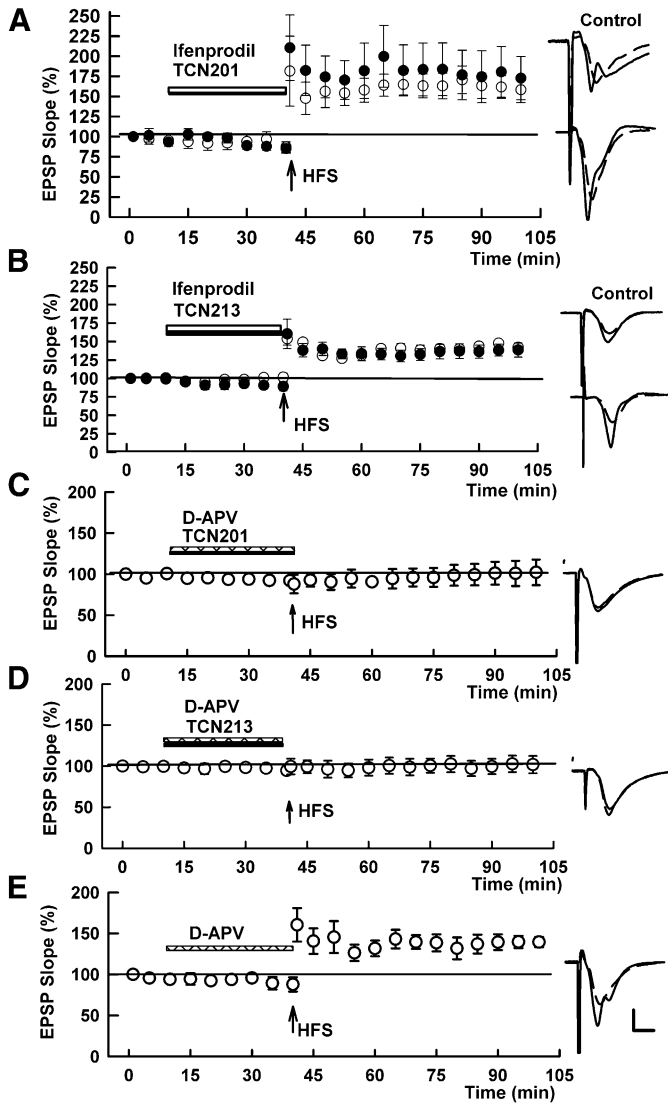 A
EPSP Slope (%)
250
225
200
175
150
125
100
75
50
25
0
Ifenprodil
TCN201
HFS
0 15 30 45 60 75 90 105
Time (min)
Control
B
EPSP Slope (%)
250
225
200
175
150
125
100
75
50
25
0
Ifenprodil
TCN213
HFS
0 15 30 45 60 75 90 105
Time (min)
Control
C
EPSP Slope (%)
200
150
100
50
0
D-APV
TCN201
HFS
0 15 30 45 60 75 90 105
Time (min)
D
EPSP Slope (%)
200
150
100
50
0
D-APV
TCN213
HFS
0 15 30 45 60 75 90 105
Time (min)
E
EPSP Slope (%)
200
150
100
50
0
D-APV
HFS
0 15 30 45 60 75 90 105
Time (min)